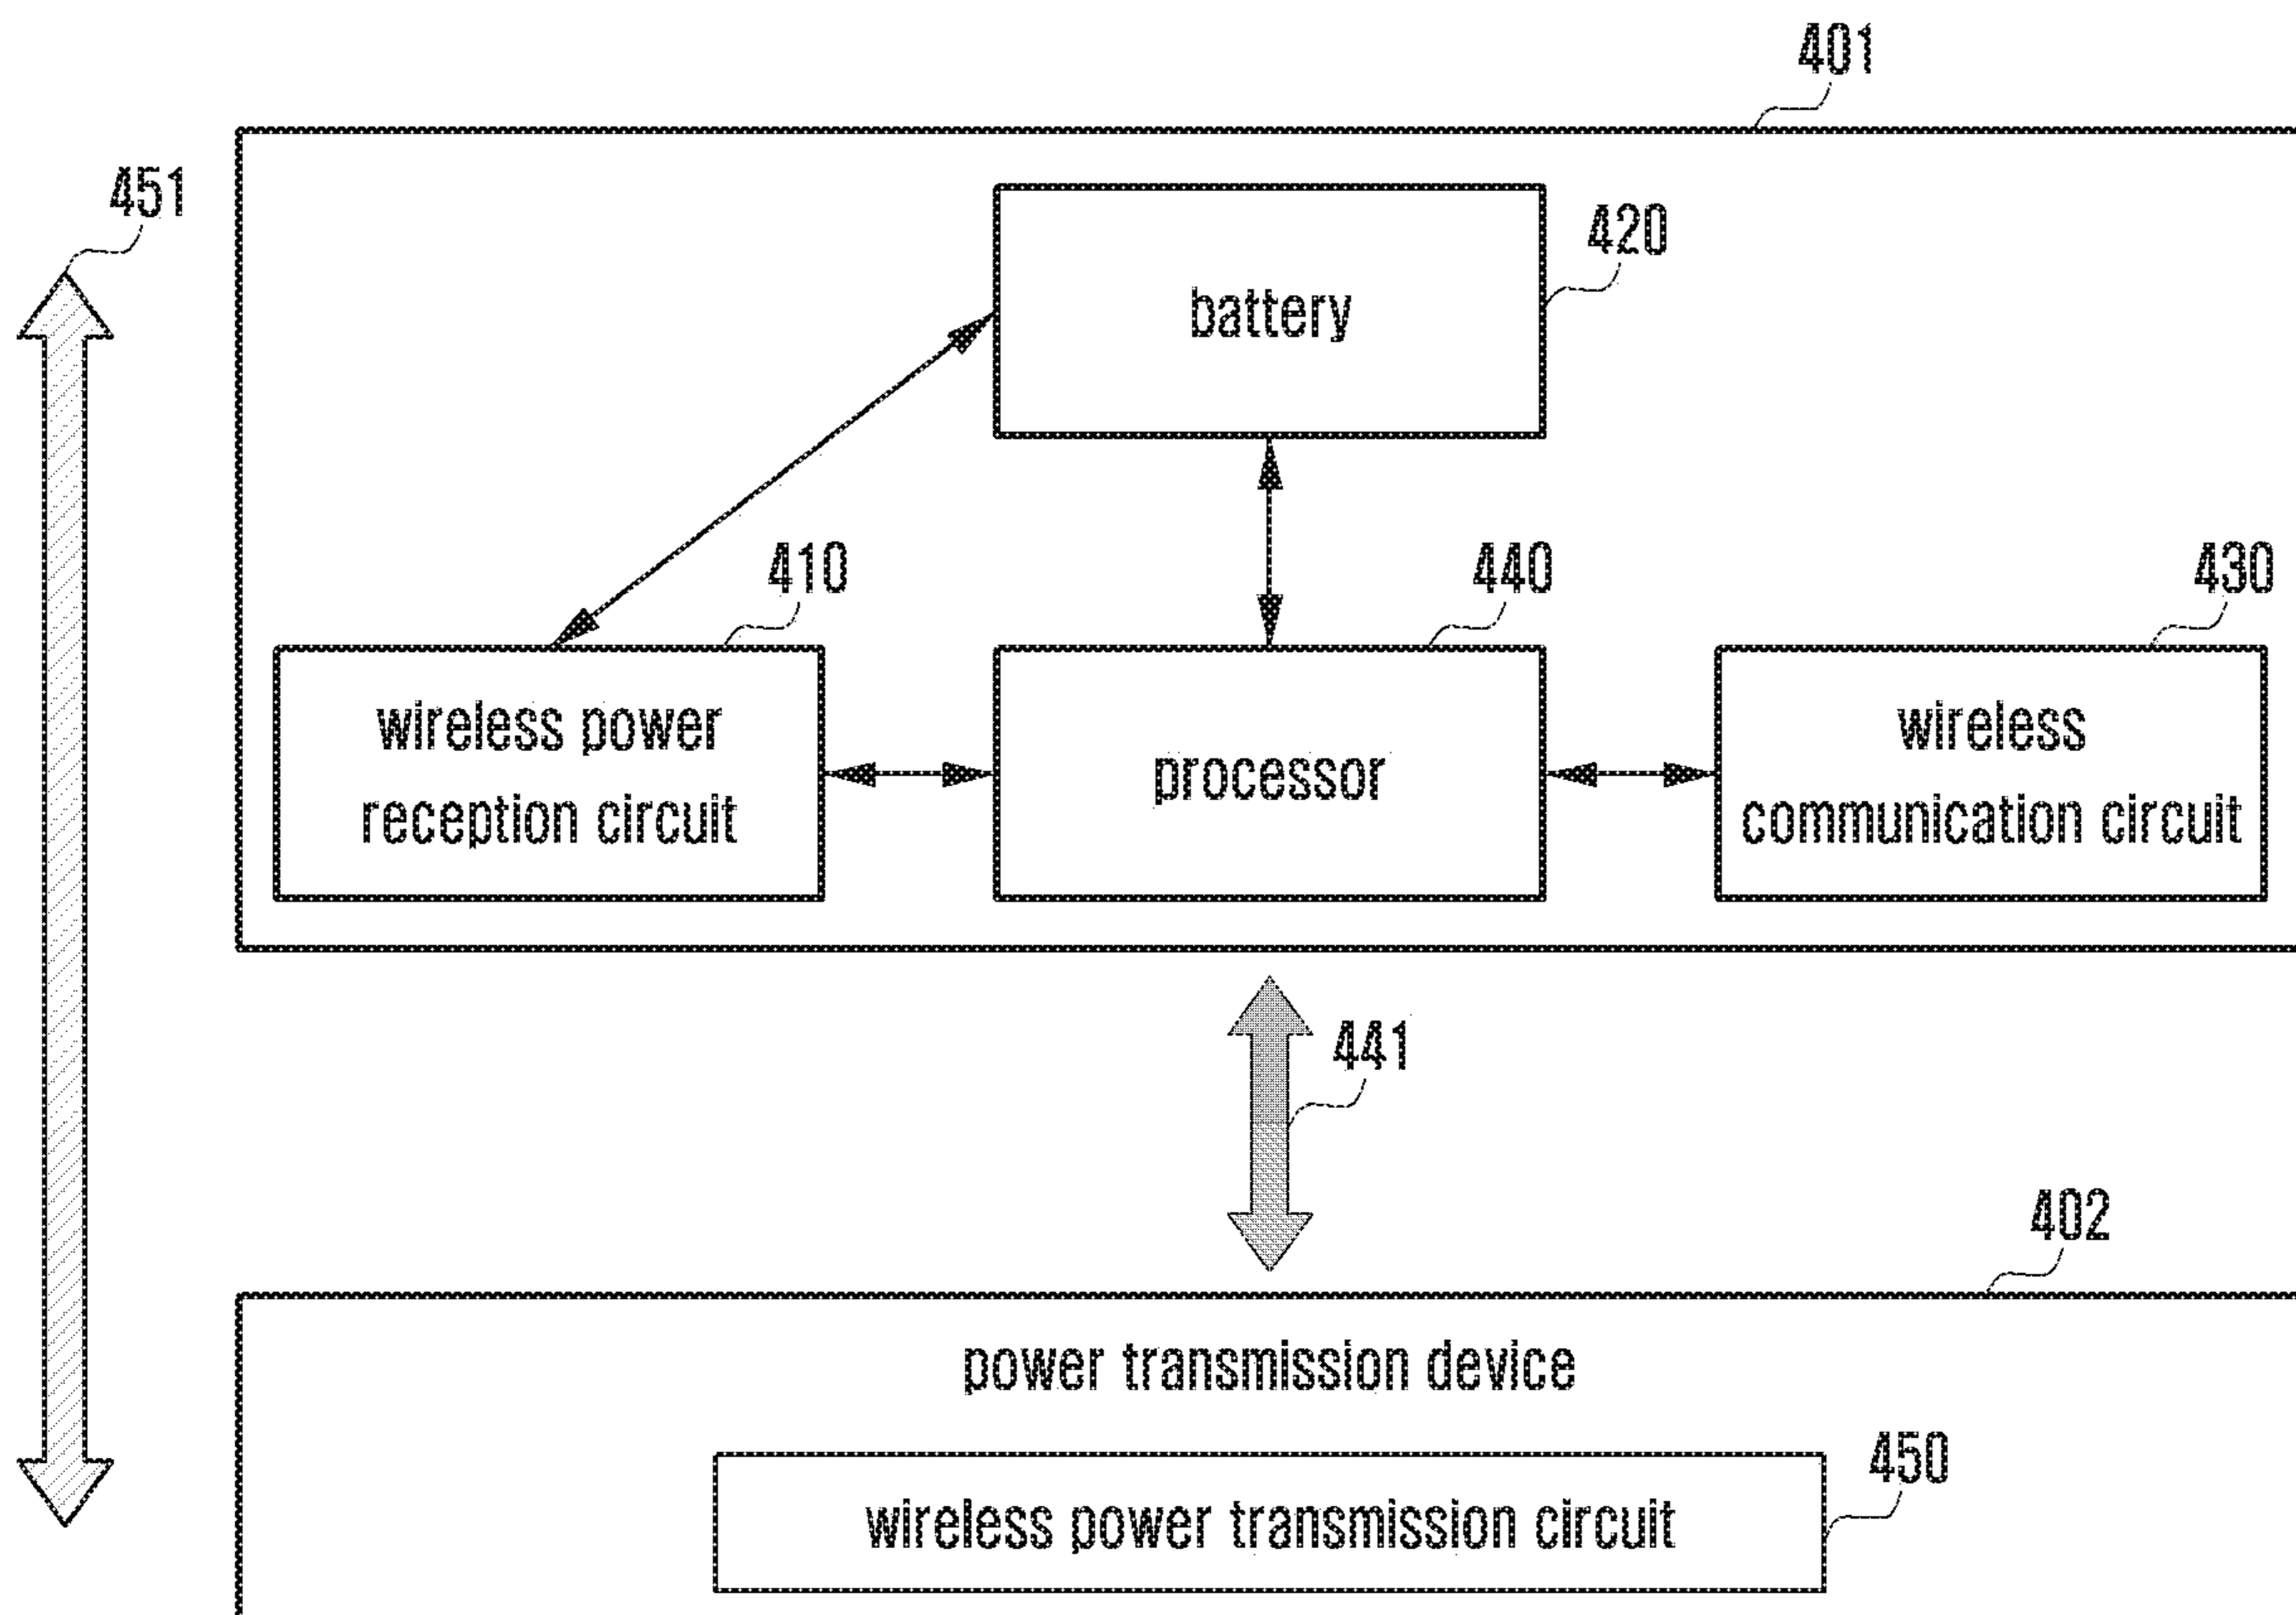 401
451
420
battery
410
440
430
wireless power
reception circuit
processor
wireless
communication circuit
441
402
power transmission device
450
wireless power transmission circuit